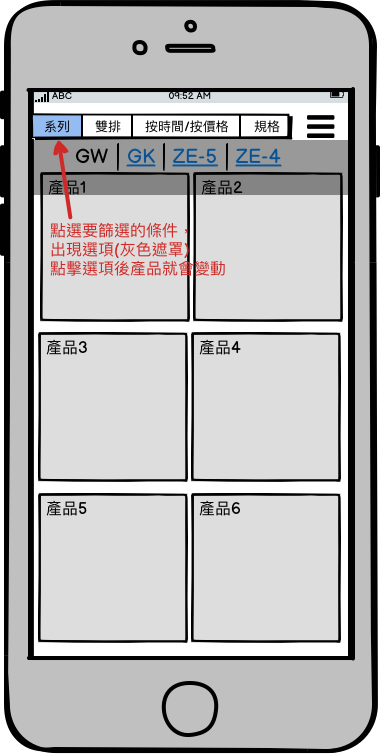 ABC 09:52 AM
系列 雙排 按時間/按價格 規格
GW GK ZE-5 ZE-4
產品1 產品2
點選要篩選的條件，
出現選項(灰色遮罩)
點擊選項後產品就會變動
產品3 產品4
產品5 產品6